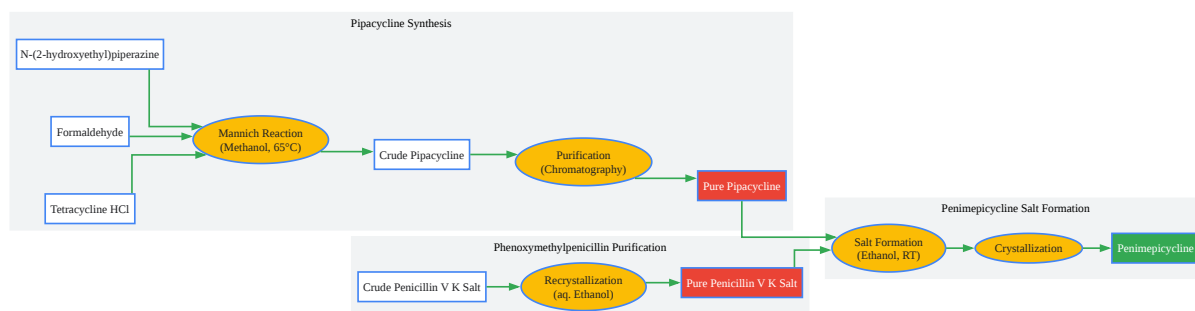 Pipacycline Synthesis
N-(2-hydroxyethyl)piperazine
Formaldehyde
Tetracycline HCl
Mannich Reaction
(Methanol, 65°C)
Crude Pipacycline
Purification
(Chromatography)
Pure Pipacycline
Phenoxymethylpenicillin Purification
Crude Penicillin V K Salt
Recrystallization
(aq. Ethanol)
Pure Penicillin V K Salt
Penimepicycline Salt Formation
Salt Formation
(Ethanol, RT)
Crystallization
Penimepicycline